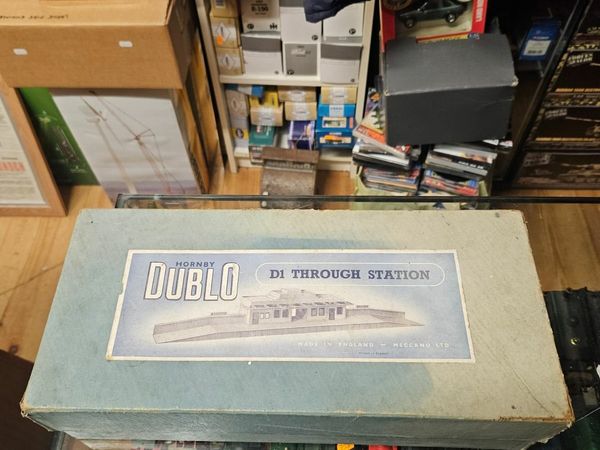 HORNBY
DUBLO
D1 THROUGH STATION
MADE IN ENGLAND — MECCANO LTD